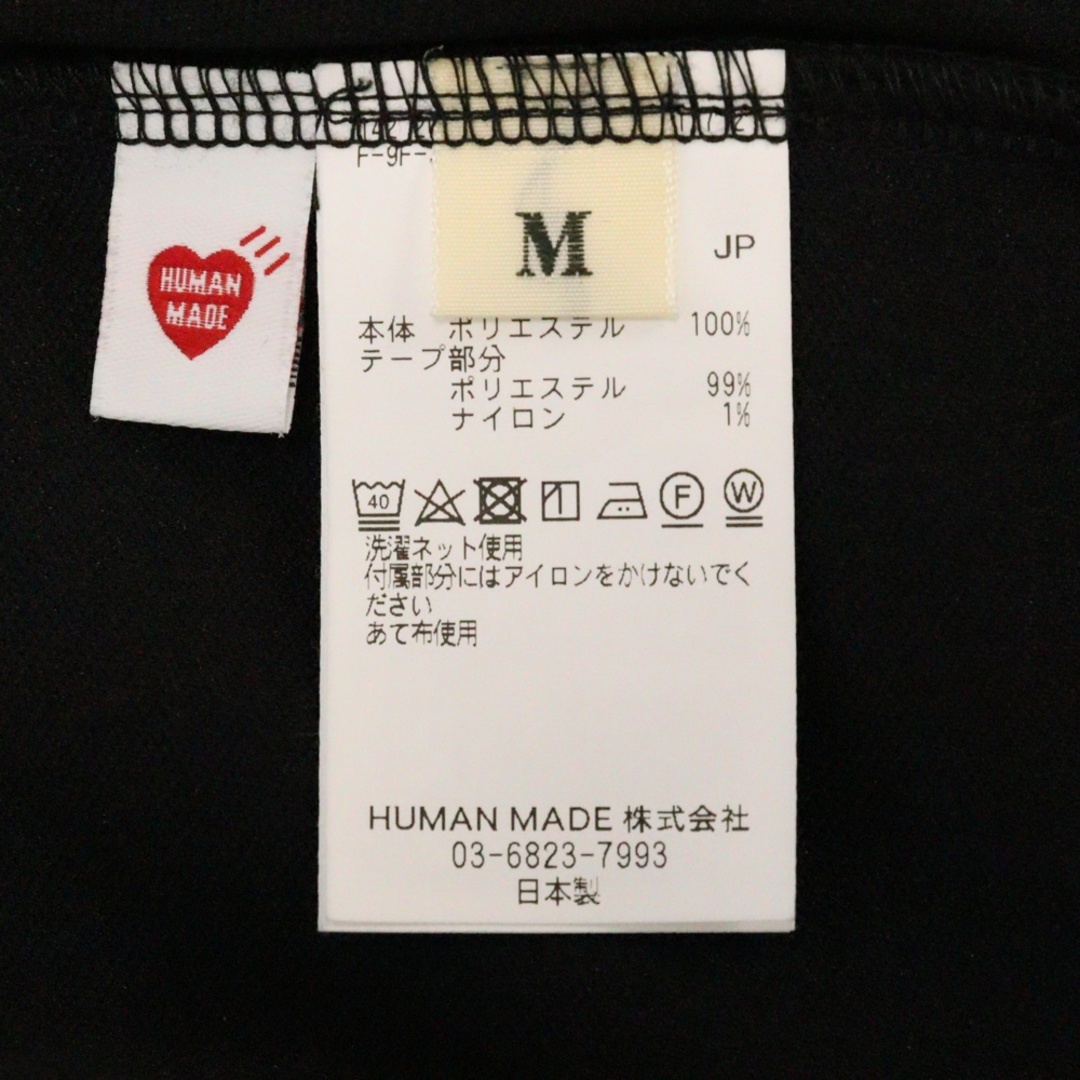 HUMAN
MADE
M
JP
本体 ポリエステル 100%
テープ部分
ポリエステル 99%
ナイロン 1%
40 F W
洗濯ネット使用
付属部分にはアイロンをかけないでく
ださい
あて布使用
HUMAN MADE 株式会社
03-6823-7993
日本製